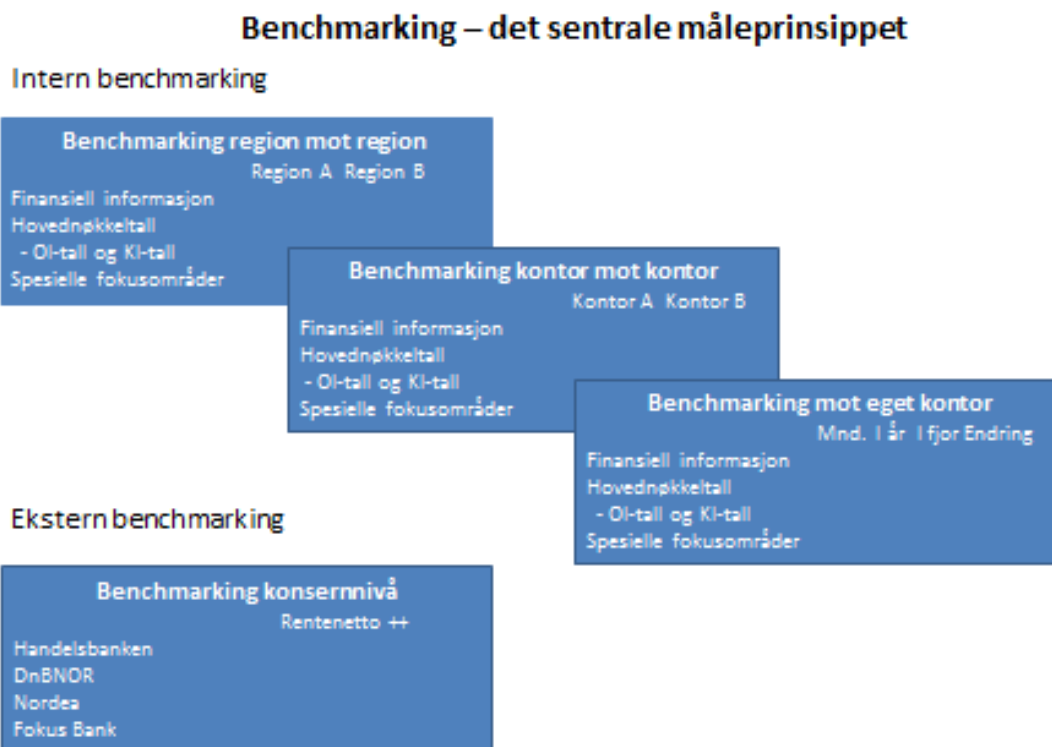 Benchmarking – det sentrale måleprinsippet
Intern benchmarking
Benchmarking region mot region
Region A Region B
Finansiell informasjon
Hovednøkkeltall
- OI-tall og KI-tall
Spesielle fokusområder
Benchmarking kontor mot kontor
Kontor A Kontor B
Finansiell informasjon
Hovednøkkeltall
- OI-tall og KI-tall
Spesielle fokusområder
Benchmarking mot eget kontor
Mnd. I år I fjor Endring
Finansiell informasjon
Hovednøkkeltall
- OI-tall og KI-tall
Spesielle fokusområder
Ekstern benchmarking
Benchmarking konsernnivå
Rentenetto ++
Handelsbanken
DnBNOR
Nordea
Fokus Bank